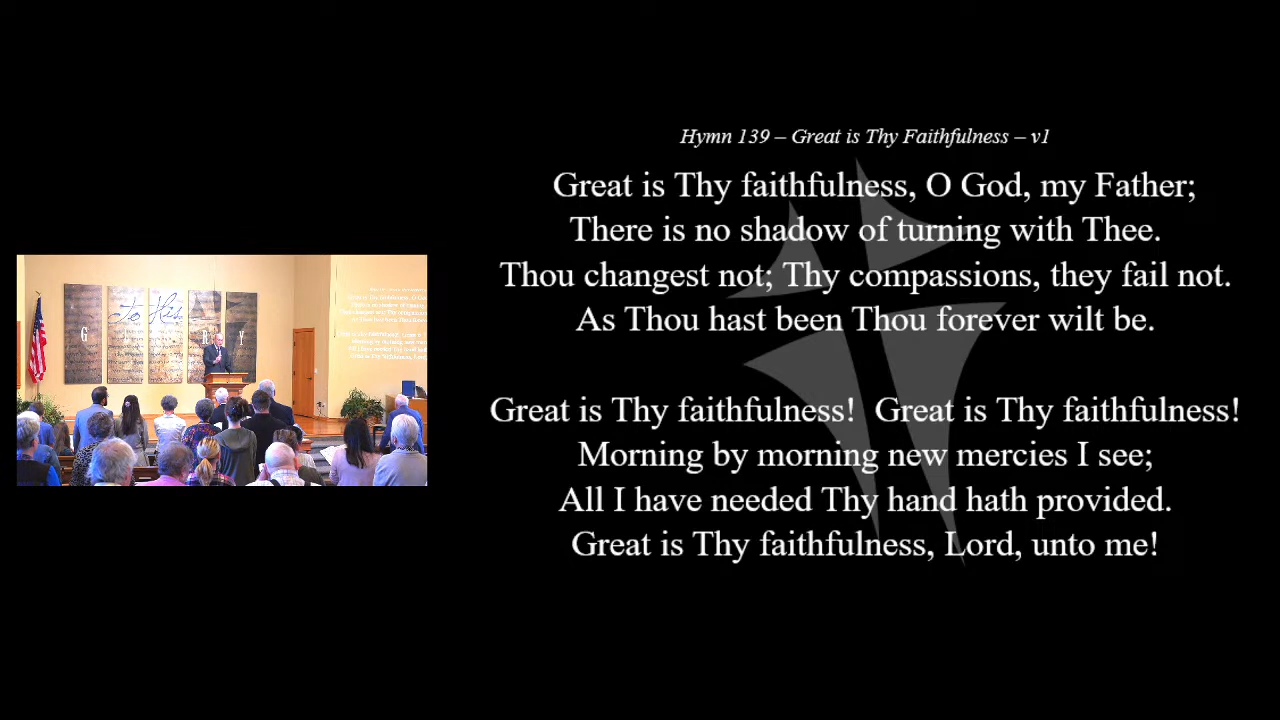 Hymn 139 – Great is Thy Faithfulness – v1
Great is Thy faithfulness, O God, my Father;
There is no shadow of turning with Thee.
Thou changest not; Thy compassions, they fail not.
As Thou hast been Thou forever wilt be.
Great is Thy faithfulness!  Great is Thy faithfulness!
Morning by morning new mercies I see;
All I have needed Thy hand hath provided.
Great is Thy faithfulness, Lord, unto me!
to His
G R Y